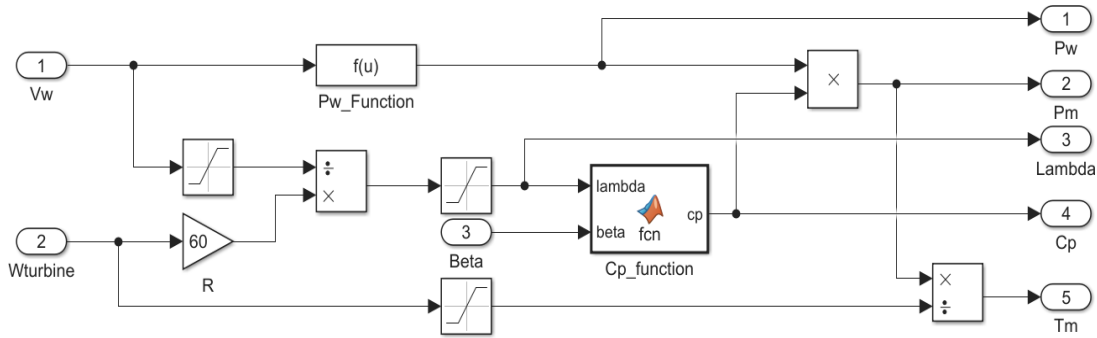 1
Vw
f(u)
Pw_Function
×
1
Pw
2
Pm
3
Lambda
÷
×
60
R
2
Wturbine
3
Beta
lambda
beta
fcn
cp
Cp_function
4
Cp
×
÷
5
Tm